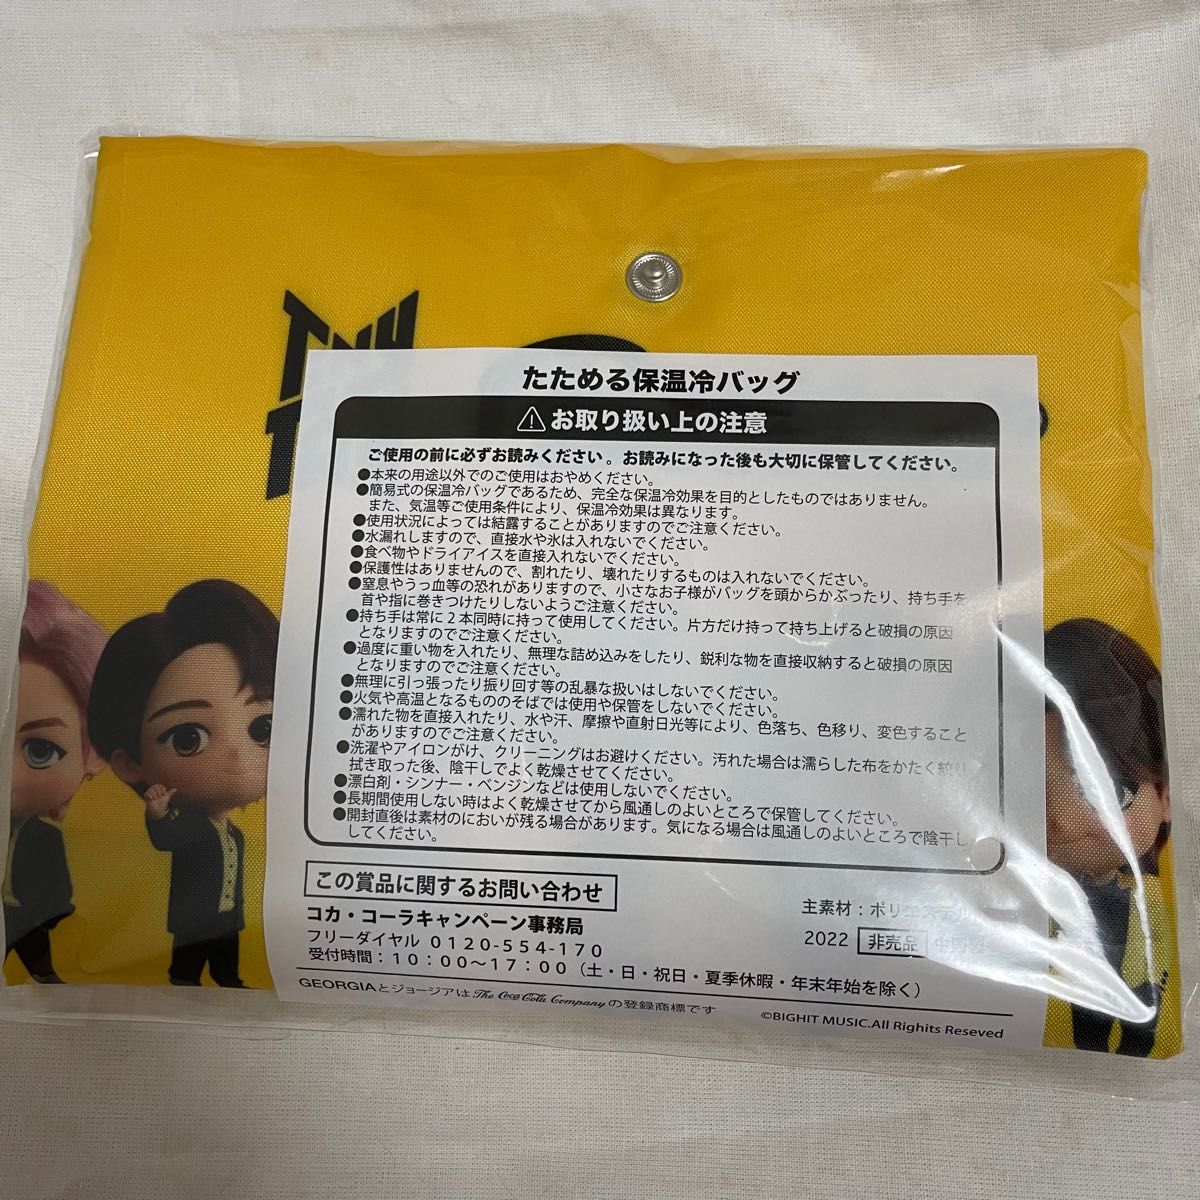 たためる保温冷バッグ
お取り扱い上の注意
ご使用の前に必ずお読みください。お読みになった後も大切に保管してください。
●本来の用途以外でのご使用はおやめください。
●簡易式の保温冷バッグであるため、完全な保温冷効果を目的としたものではありません。
また、気温等ご使用条件により、保温冷効果は異なります。
●使用状況によっては結露することがありますのでご注意ください。
●水漏れしますので、直接水や氷は入れないでください。
●食べ物やドライアイスを直接入れないでください。
●保護性はありませんので、割れたり、壊れたりするものは入れないでください。
●窒息やうっ血等の恐れがありますので、小さなお子様がバッグを頭からかぶったり、持ち手を
首や指に巻きつけたりしないようご注意ください。
●持ち手は常に2本同時に持って使用してください。片方だけ持って持ち上げると破損の原因
となりますのでご注意ください。
●過度に重い物を入れたり、無理な詰め込みをしたり、鋭利な物を直接収納すると破損の原因
となりますのでご注意ください。
●無理に引っ張ったり振り回す等の乱暴な扱いはしないでください。
●火気や高温となるもののそばでは使用や保管をしないでください。
●濡れた物を直接入れたり、水や汗、摩擦や直射日光等により、色落ち、色移り、変色すること
がありますのでご注意ください。
●洗濯やアイロンがけ、クリーニングはお避けください。汚れた場合は濡らした布をかたく絞り
拭き取った後、陰干しでよく乾燥させてください。
●漂白剤・シンナー・ベンジンなどは使用しないでください。
●長期間使用しない時はよく乾燥させてから風通しのよいところで保管してください。
●開封直後は素材のにおいが残る場合があります。気になる場合は風通しのよいところで陰干し
してください。
この賞品に関するお問い合わせ
コカ・コーラキャンペーン事務局
フリーダイヤル 0120-554-170
受付時間：10：00〜17：00（土・日・祝日・夏季休暇・年末年始を除く）
主素材：ポリエステル
2022 非売品 中国製
GEORGIAとジョージアはThe Coca-Cola Companyの登録商標です
©BIGHIT MUSIC.All Righits Reseved